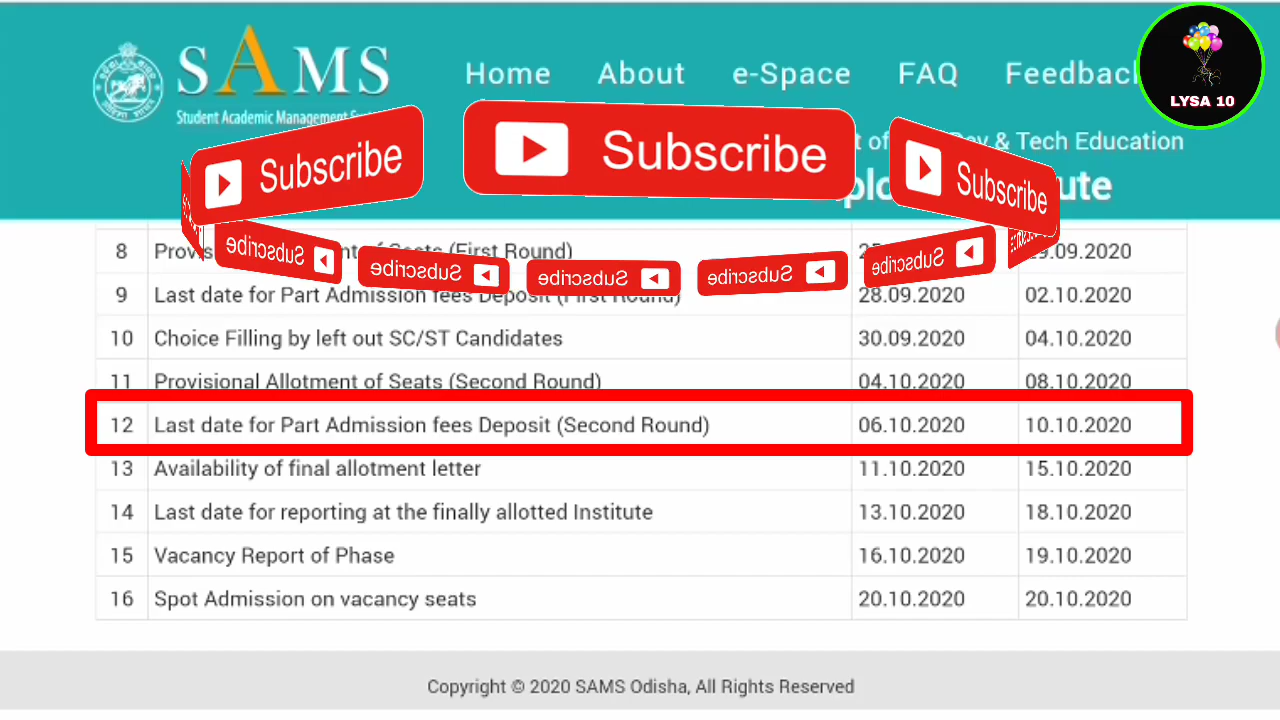 SAMS
Student Academic Management
Home About e-Space FAQ Feedback
LYSA 10
& Tech Education
Subscribe
Subscribe
Subscribe
Subscribe
Subscribe
Subscribe
Subscribe
Subscribe
8 (First Round) .09.2020
9 Last date for Part Admission fees Deposit (First Round) 28.09.2020 02.10.2020
10 Choice Filling by left out SC/ST Candidates 30.09.2020 04.10.2020
11 Provisional Allotment of Seats (Second Round) 04.10.2020 08.10.2020
12 Last date for Part Admission fees Deposit (Second Round) 06.10.2020 10.10.2020
13 Availability of final allotment letter 11.10.2020 15.10.2020
14 Last date for reporting at the finally allotted Institute 13.10.2020 18.10.2020
15 Vacancy Report of Phase 16.10.2020 19.10.2020
16 Spot Admission on vacancy seats 20.10.2020 20.10.2020
Copyright © 2020 SAMS Odisha, All Rights Reserved